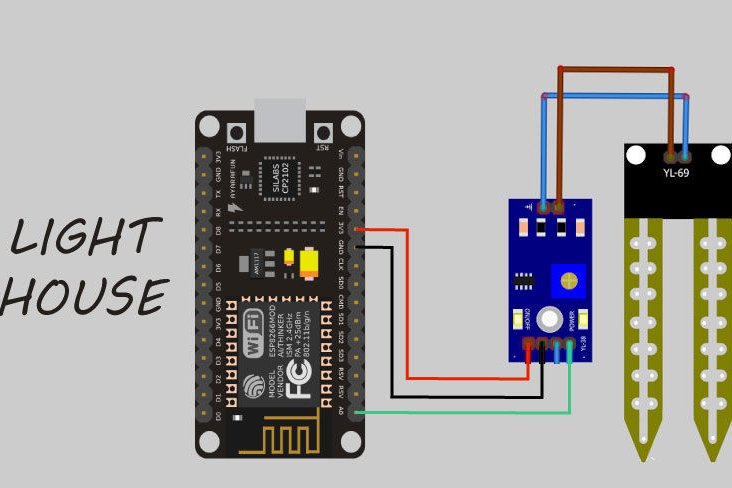 LIGHT
HOUSE
FLASH
RST
3V3
GND
TX
RX
D8
D7
D6
D5
GND
3V3
D4
D3
D2
D1
D0
AYARAFUN
SILABS
CP2102
AM1117
Vin
GND
RST
EN
3V3
GND
CLK
SD0
CMD
SD1
SD2
SD3
RSV
RSV
A0
Wi Fi
MODEL ESP8266MOD
VENDOR AI/THINKER
ISM 2.4GHz
PA +25dBm
802.11b/g/n
FC
ON/OFF
POWER
YL-38
YL-69